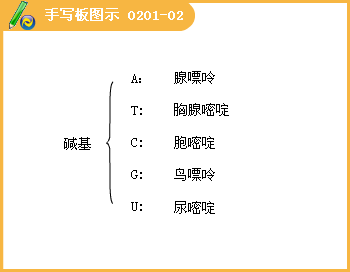 手写板图示 0201-02
A: 腺嘌呤
T: 胸腺嘧啶
碱基
C: 胞嘧啶
G: 鸟嘌呤
U: 尿嘧啶